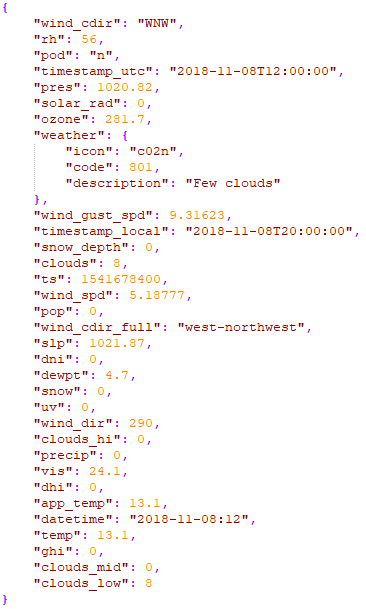 {
    "wind_cdir": "WNW",
    "rh": 56,
    "pod": "n",
    "timestamp_utc": "2018-11-08T12:00:00",
    "pres": 1020.82,
    "solar_rad": 0,
    "ozone": 281.7,
    "weather": {
        "icon": "c02n",
        "code": 801,
        "description": "Few clouds"
    },
    "wind_gust_spd": 9.31623,
    "timestamp_local": "2018-11-08T20:00:00",
    "snow_depth": 0,
    "clouds": 8,
    "ts": 1541678400,
    "wind_spd": 5.18777,
    "pop": 0,
    "wind_cdir_full": "west-northwest",
    "slp": 1021.87,
    "dni": 0,
    "dewpt": 4.7,
    "snow": 0,
    "uv": 0,
    "wind_dir": 290,
    "clouds_hi": 0,
    "precip": 0,
    "vis": 24.1,
    "dhi": 0,
    "app_temp": 13.1,
    "datetime": "2018-11-08:12",
    "temp": 13.1,
    "ghi": 0,
    "clouds_mid": 0,
    "clouds_low": 8
}